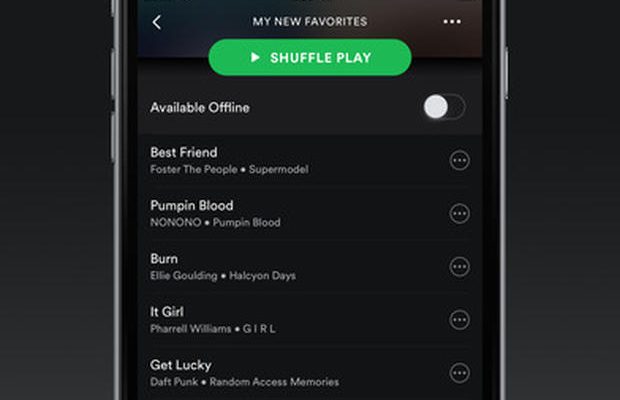 MY NEW FAVORITES
SHUFFLE PLAY
Available Offline
Best Friend
Foster The People • Supermodel
Pumpin Blood
NONONO • Pumpin Blood
Burn
Ellie Goulding • Halcyon Days
It Girl
Pharrell Williams • G I R L
Get Lucky
Daft Punk • Random Access Memories